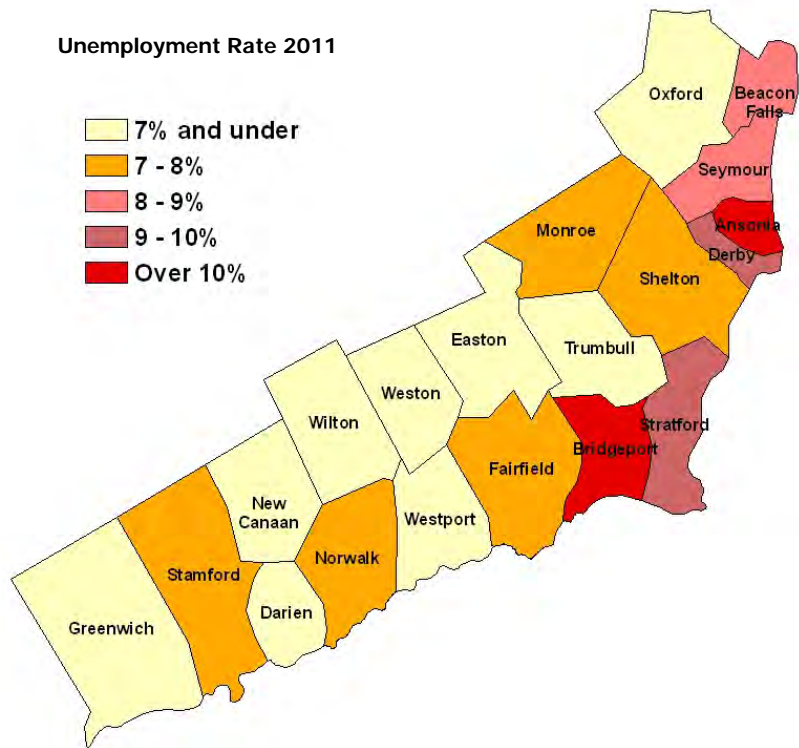 Unemployment Rate 2011
7% and under
7 - 8%
8 - 9%
9 - 10%
Over 10%
Oxford
Beacon
Falls
Seymour
Ansonia
Derby
Monroe
Shelton
Easton
Trumbull
Weston
Wilton
Stratford
Bridgeport
Fairfield
New
Canaan
Westport
Norwalk
Stamford
Darien
Greenwich